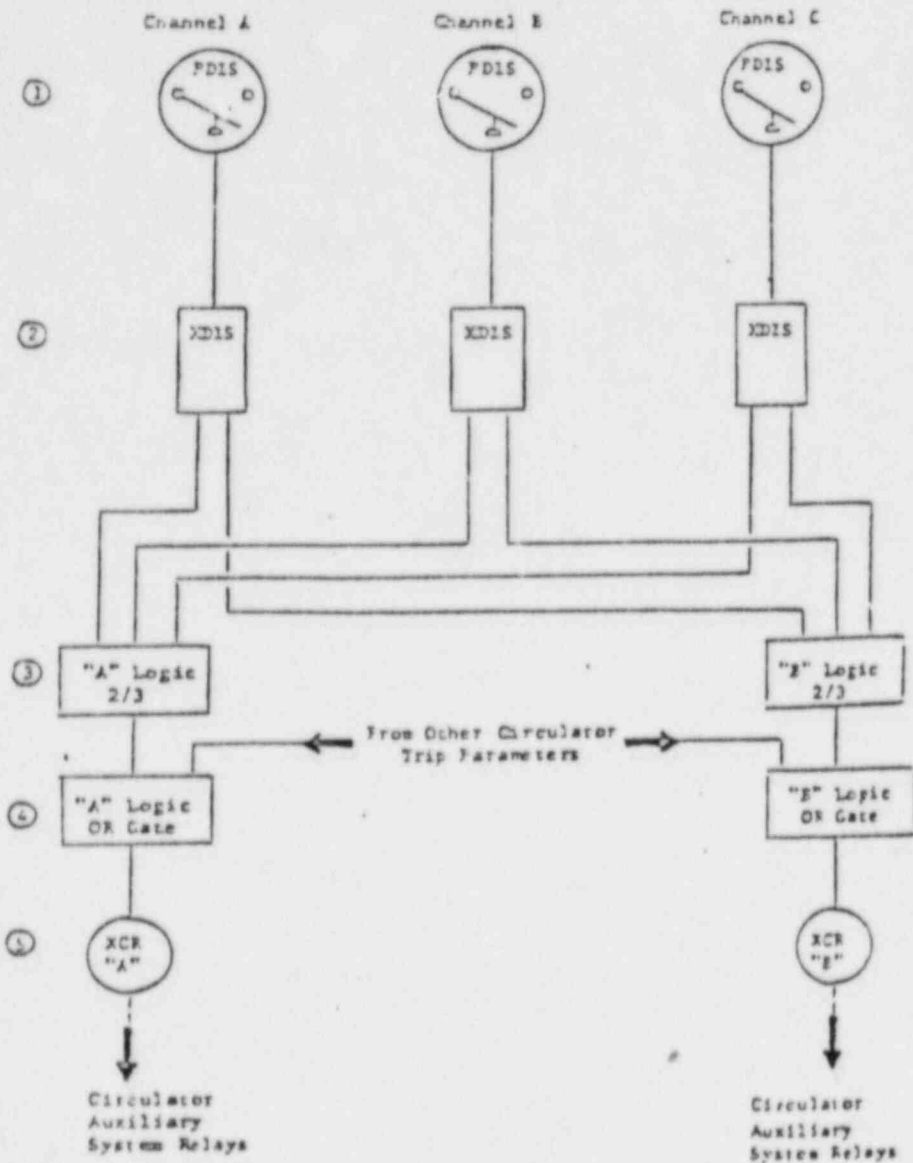 Channel A
Channel B
Channel C
①
PDIS
PDIS
PDIS
②
XDIS
XDIS
XDIS
③
"A" Logic
2/3
"B" Logic
2/3
From Other Circulator
Trip Parameters
④
"A" Logic
OR Gate
"B" Logic
OR Gate
⑤
XCR
"A"
XCR
"B"
Circulator
Auxiliary
System Relays
Circulator
Auxiliary
System Relays